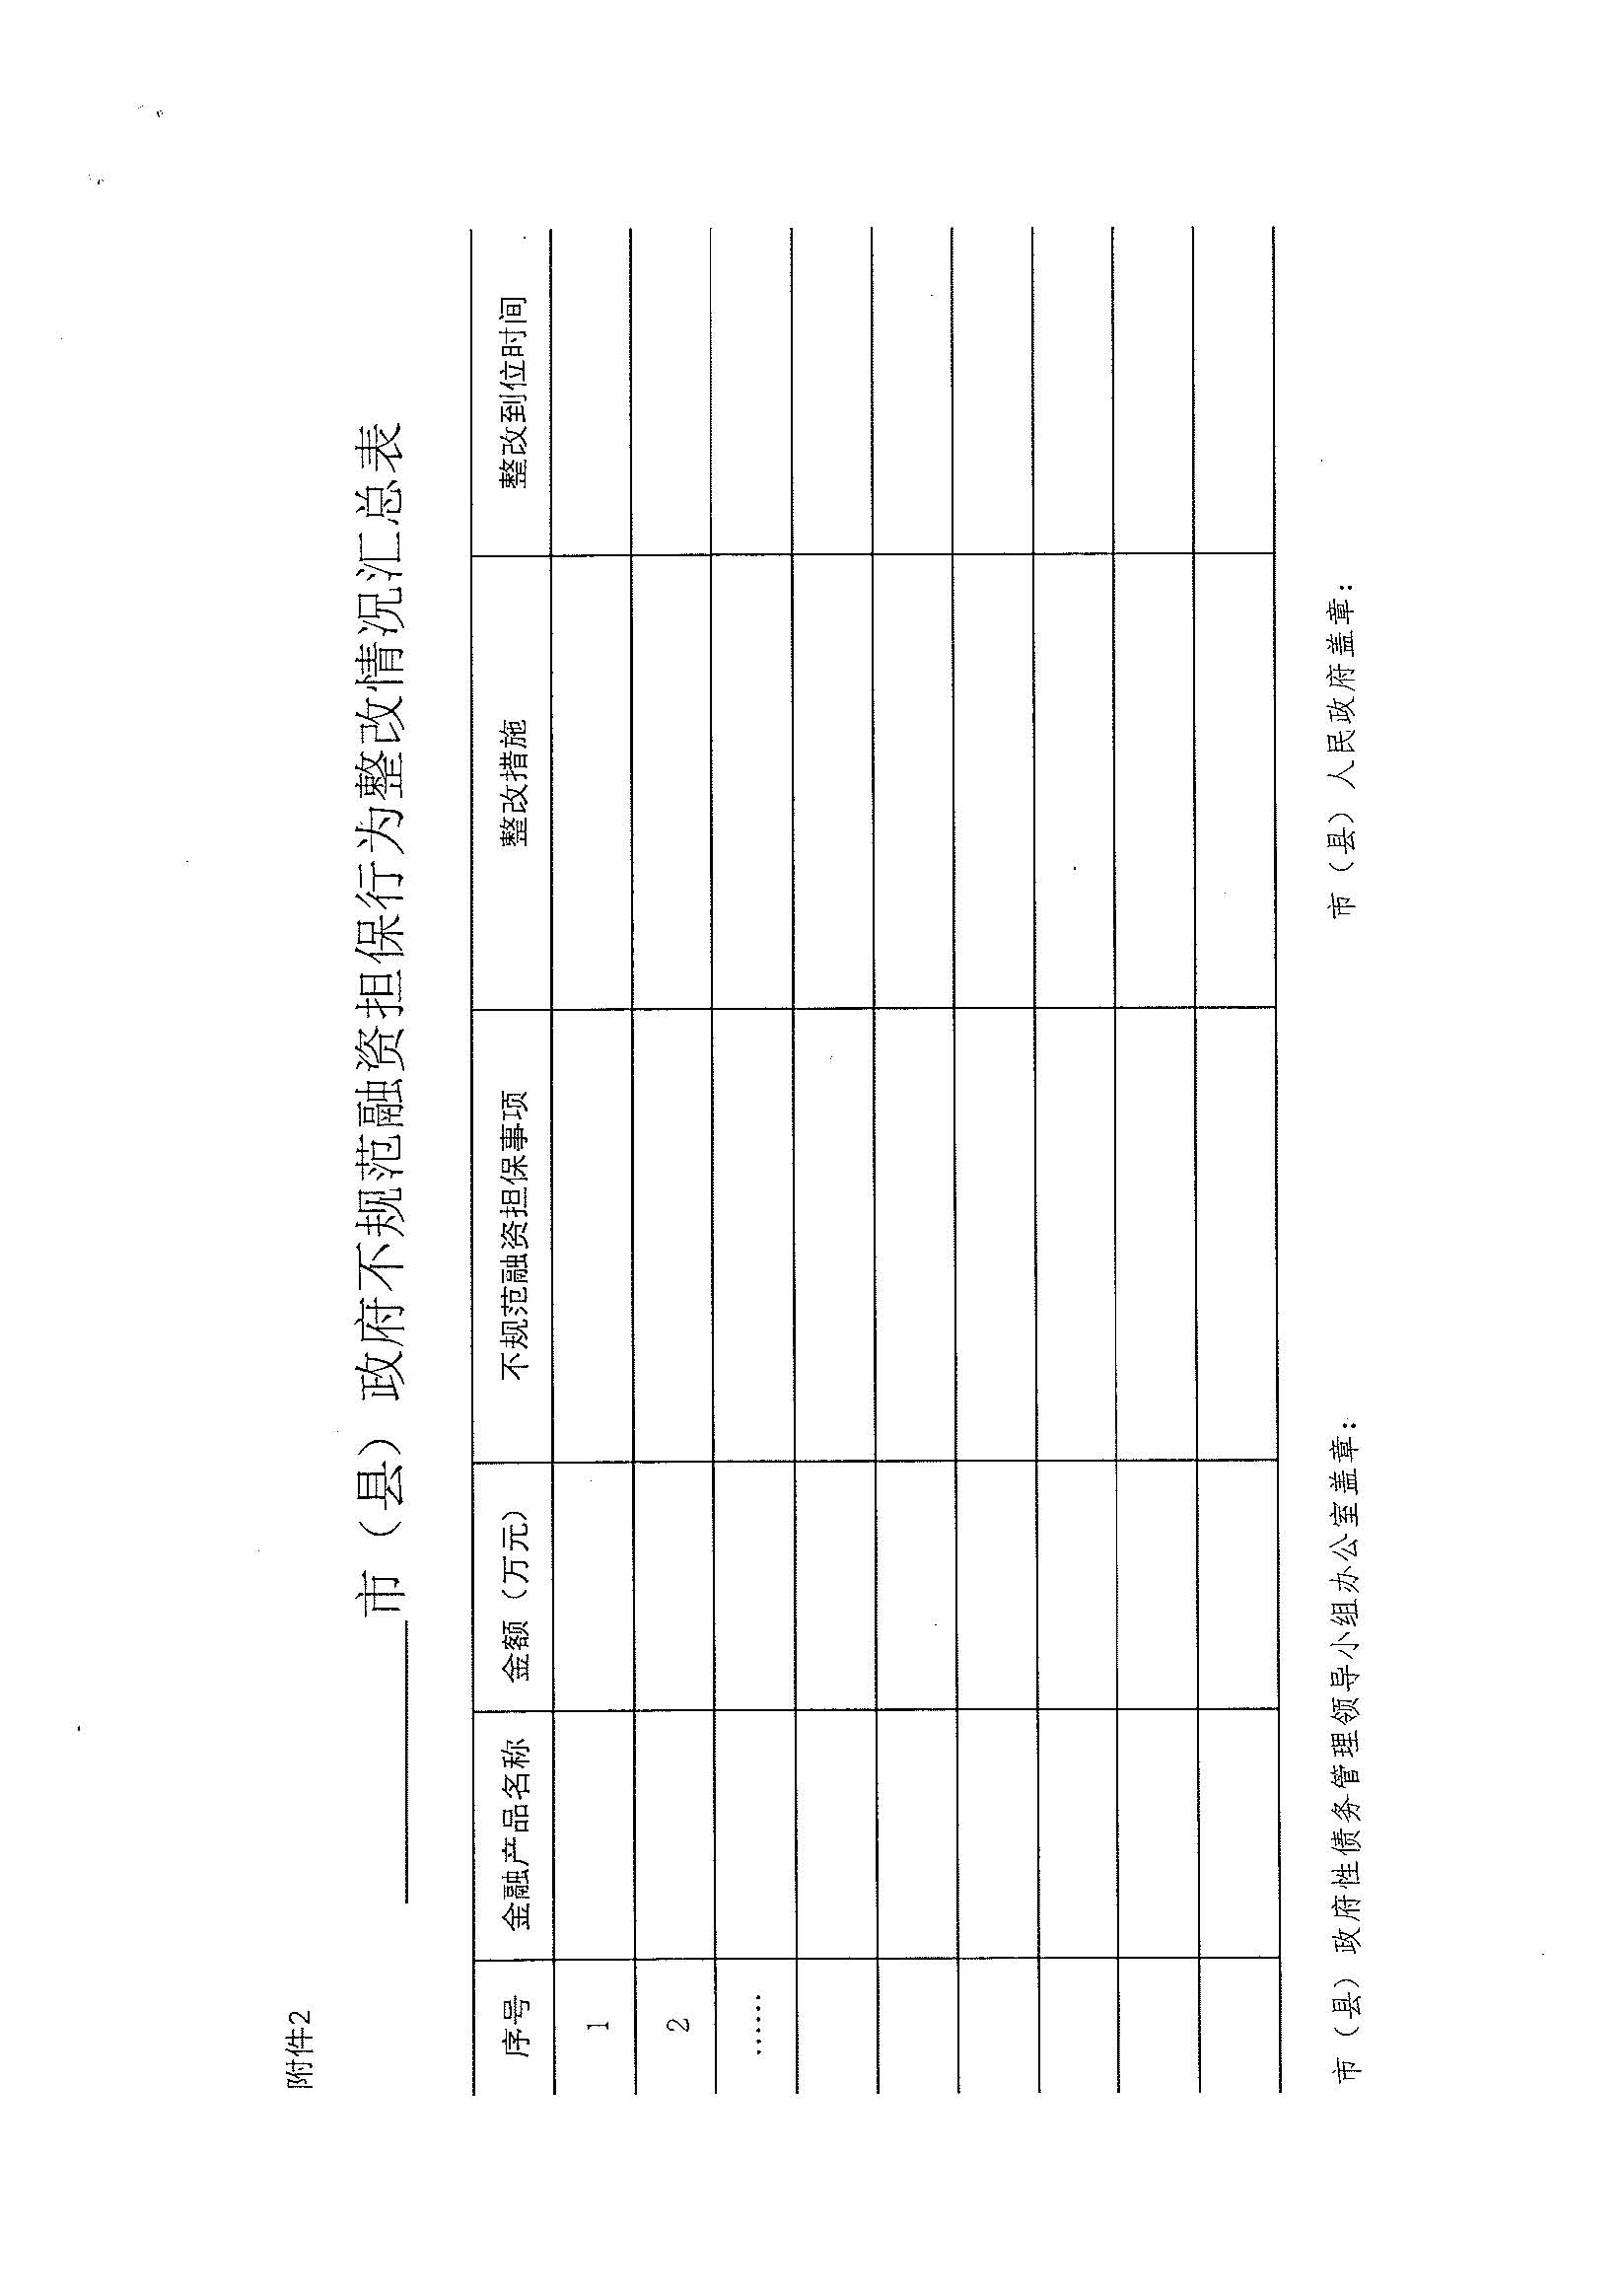 附件2
市（县）政府不规范融资担保行为整改情况汇总表
序号 金融产品名称 金额（万元） 不规范融资担保事项 整改措施 整改到位时间
1
2
……
市（县）政府性债务管理领导小组办公室盖章： 市（县）人民政府盖章：